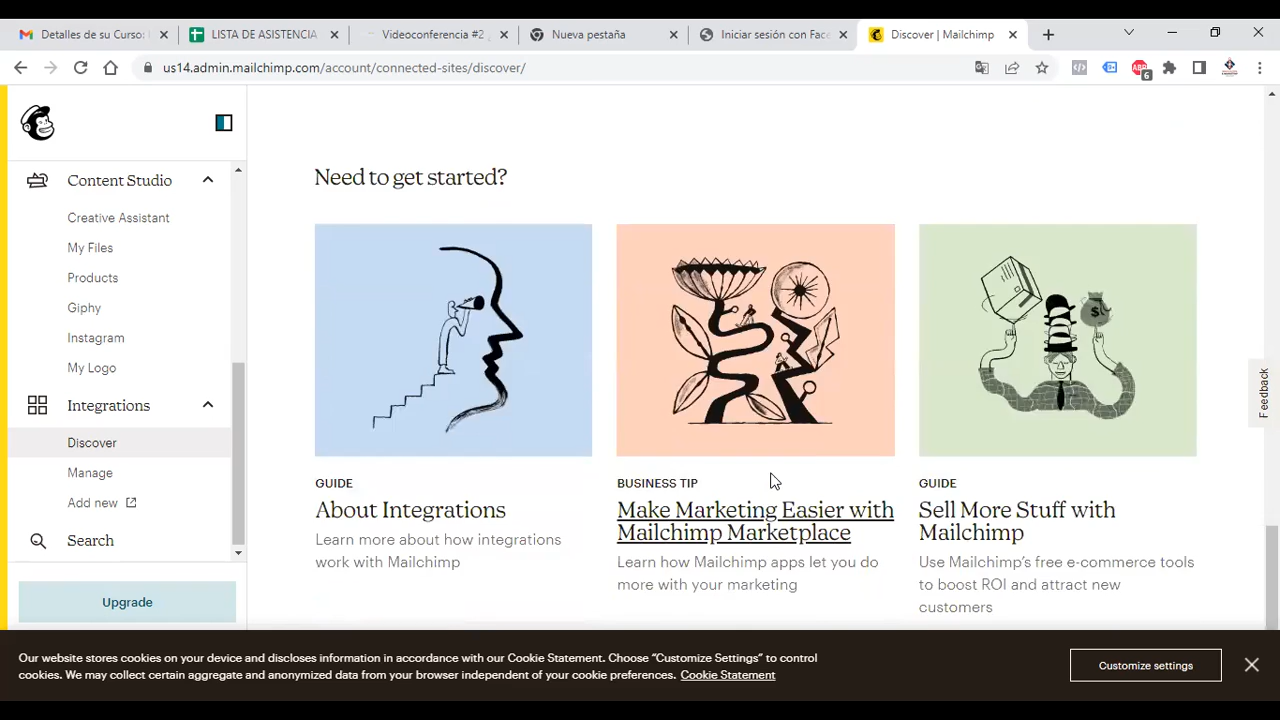 Detalles de su Curso:
LISTA DE ASISTENCIA
Videoconferencia #2
Nueva pestaña
Iniciar sesión con Face
Discover | Mailchimp
us14.admin.mailchimp.com/account/connected-sites/discover/
ABP
6
Content Studio
Creative Assistant
My Files
Products
Giphy
Instagram
My Logo
Integrations
Discover
Manage
Add new
Search
Upgrade
Need to get started?
$
GUIDE
About Integrations
Learn more about how integrations
work with Mailchimp
BUSINESS TIP
Make Marketing Easier with
Mailchimp Marketplace
Learn how Mailchimp apps let you do
more with your marketing
GUIDE
Sell More Stuff with
Mailchimp
Use Mailchimp’s free e-commerce tools
to boost ROI and attract new
customers
Feedback
Our website stores cookies on your device and discloses information in accordance with our Cookie Statement. Choose “Customize Settings” to control
cookies. We may collect certain aggregate and anonymized data from your browser independent of your cookie preferences. Cookie Statement
Customize settings